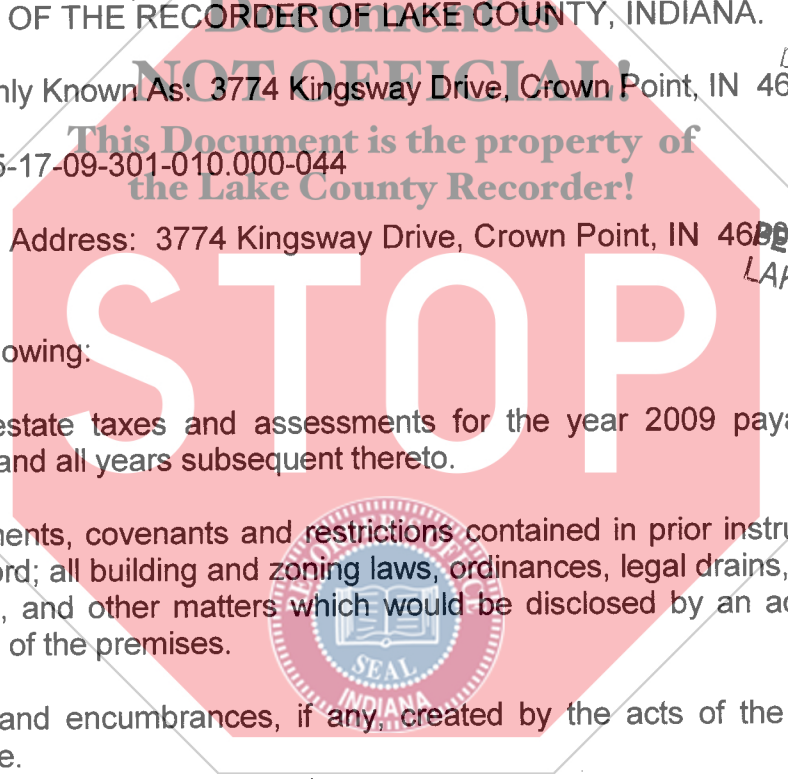 Document is
OF THE RECORDER OF LAKE COUNTY, INDIANA.
NOT OFFICIAL!
nly Known As: 3774 Kingsway Drive, Crown Point, IN 46
This Document is the property of
5-17-09-301-010.000-044
the Lake County Recorder!
Address: 3774 Kingsway Drive, Crown Point, IN 46
LA
STOP
owing:
estate taxes and assessments for the year 2009 paya
and all years subsequent thereto.
nents, covenants and restrictions contained in prior instru
ord; all building and zoning laws, ordinances, legal drains,
, and other matters which would be disclosed by an ac
of the premises.
RECORDER'S OFFICE
SEAL
INDIANA
and encumbrances, if any, created by the acts of the
e.